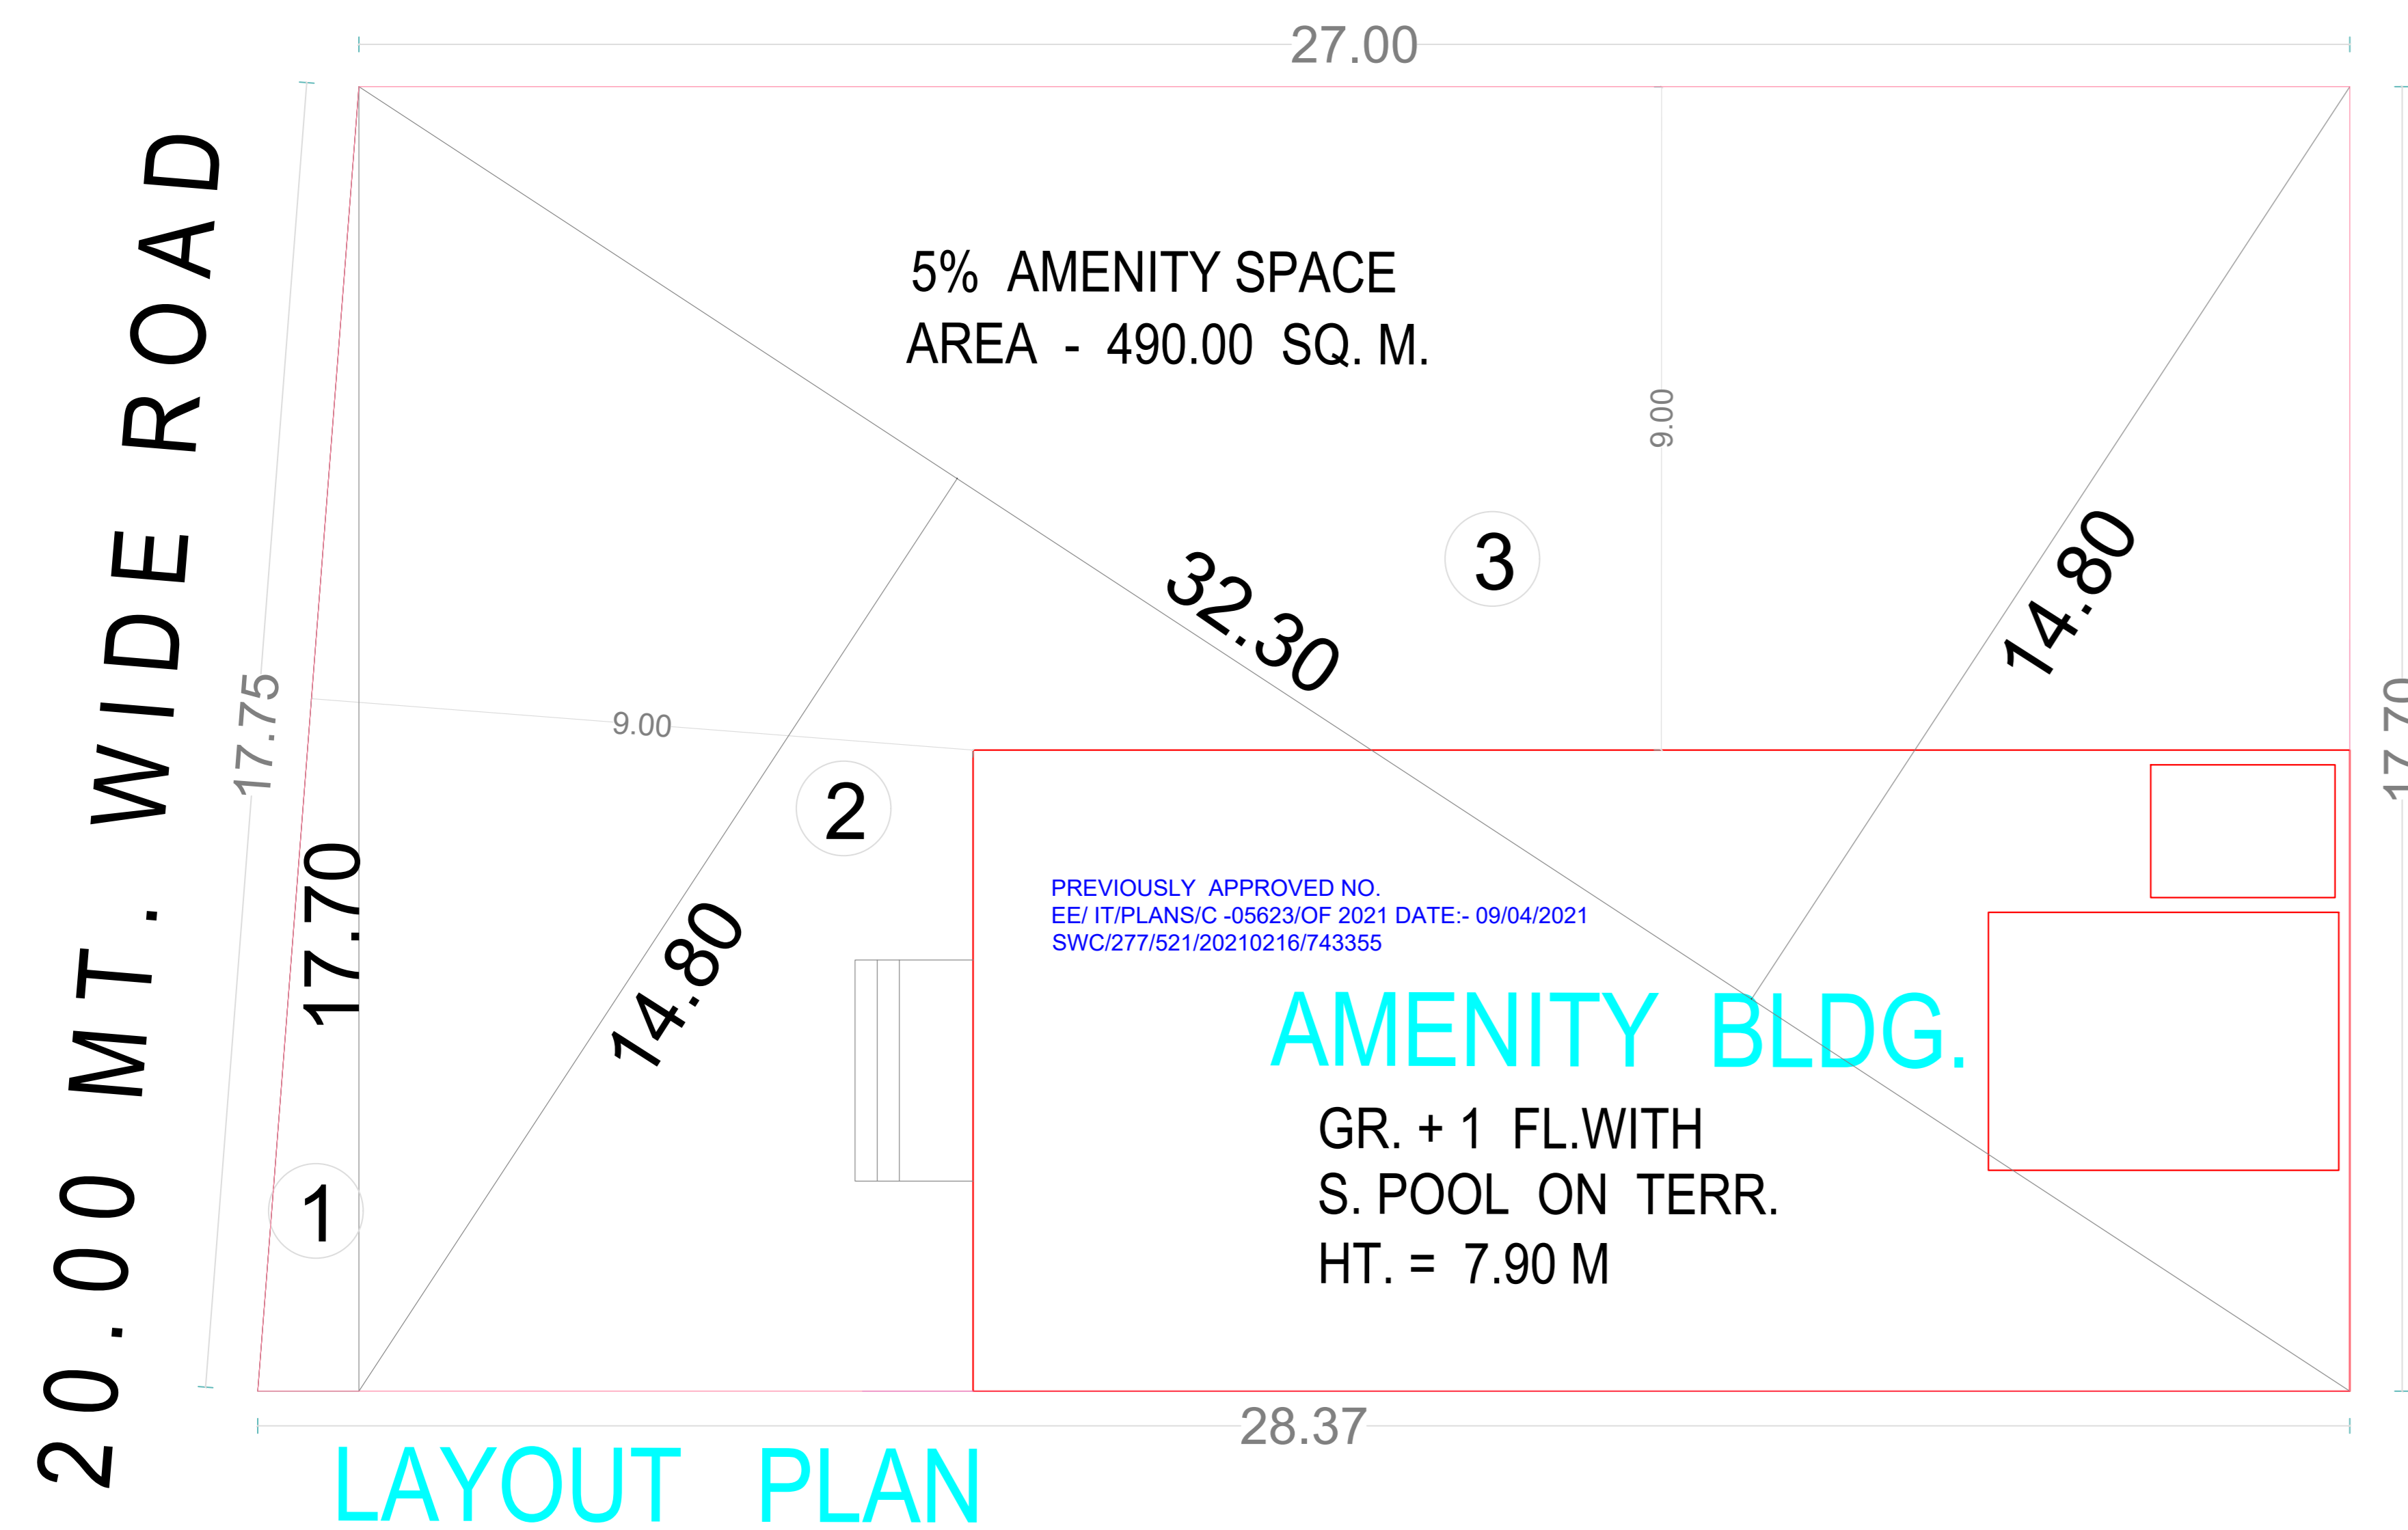 27.00
5% AMENITY SPACE
AREA - 490.00 SQ. M.
9.00
20.00 MT. WIDE ROAD
17.75
17.70
9.00
14.80
32.30
14.80
17.70
1
2
3
PREVIOUSLY APPROVED NO.
EE/ IT/PLANS/C -05623/OF 2021 DATE:- 09/04/2021
SWC/277/521/20210216/743355
AMENITY BLDG.
GR. + 1 FL.WITH
S. POOL ON TERR.
HT. = 7.90 M
28.37
LAYOUT PLAN